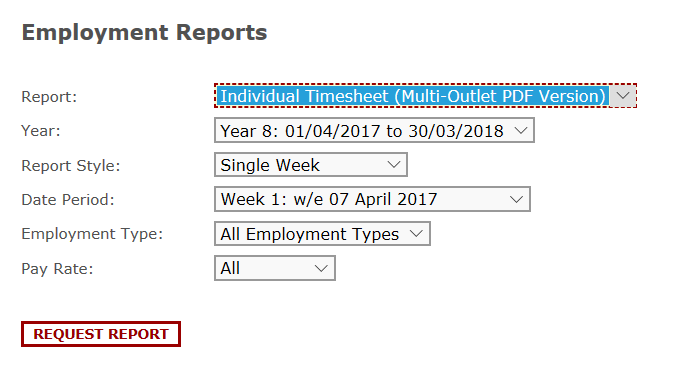 Employment Reports
Report: Individual Timesheet (Multi-Outlet PDF Version)
Year: Year 8: 01/04/2017 to 30/03/2018
Report Style: Single Week
Date Period: Week 1: w/e 07 April 2017
Employment Type: All Employment Types
Pay Rate: All
REQUEST REPORT